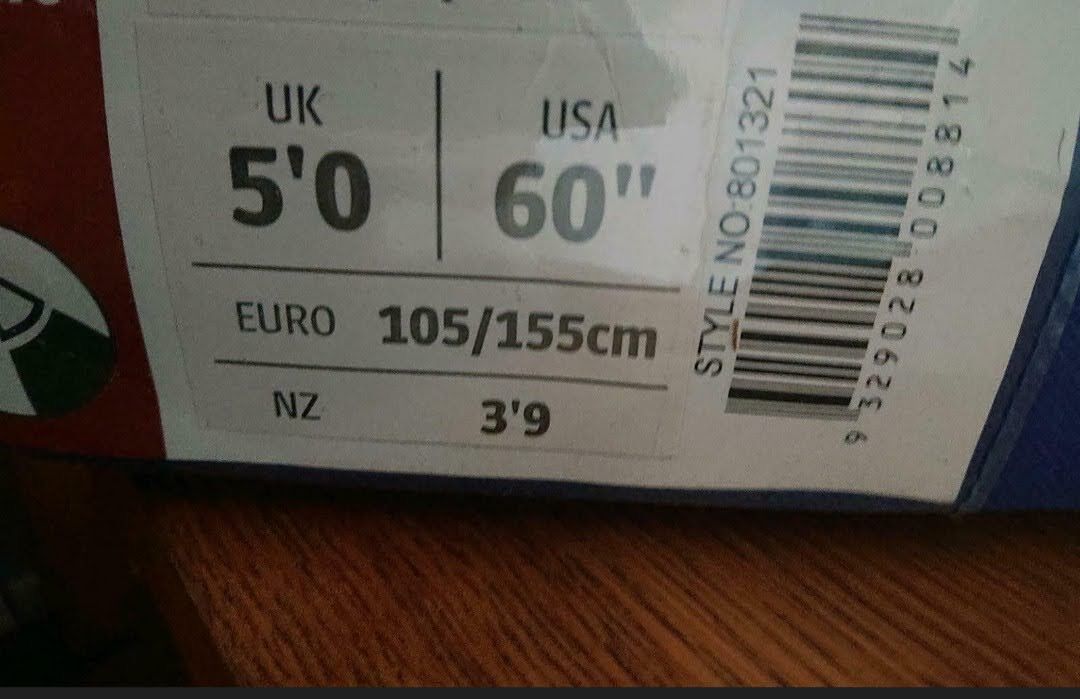 UK
5'0
USA
60"
EURO 105/155cm
NZ 3'9
STYLE NO:801321
9 329028 008814